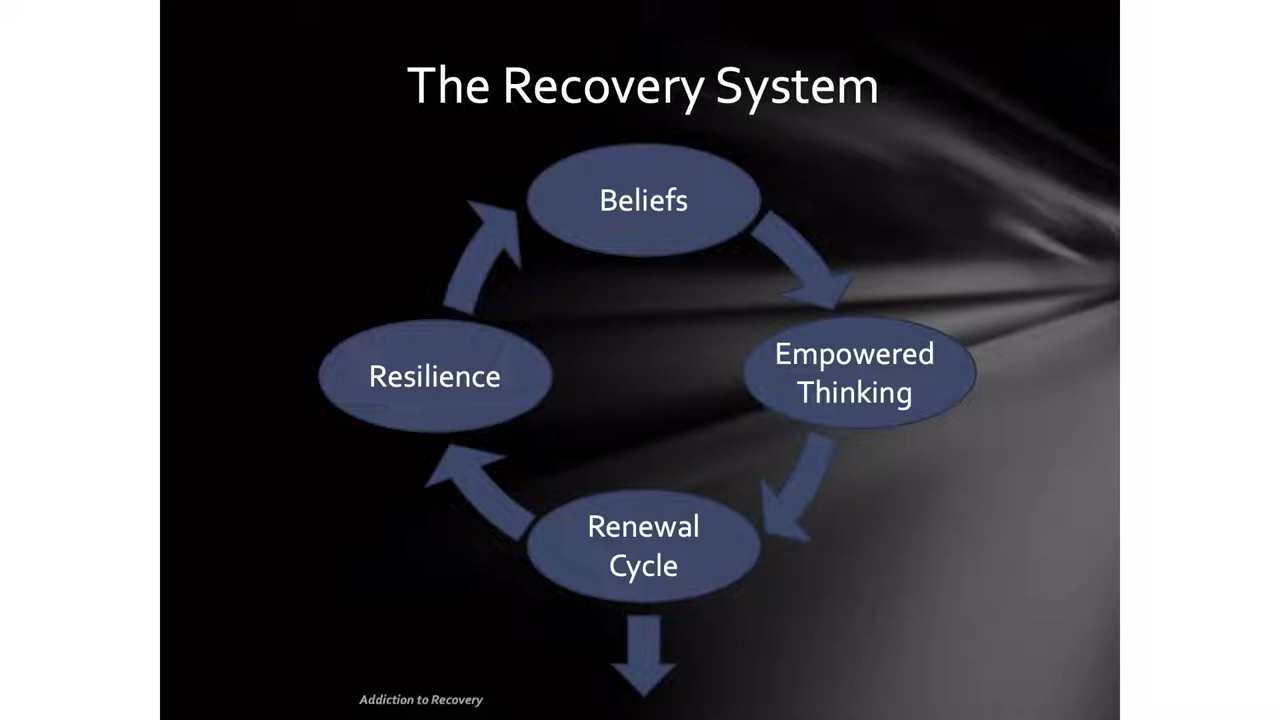 The Recovery System
Beliefs
Empowered
Thinking
Resilience
Renewal
Cycle
Addiction to Recovery